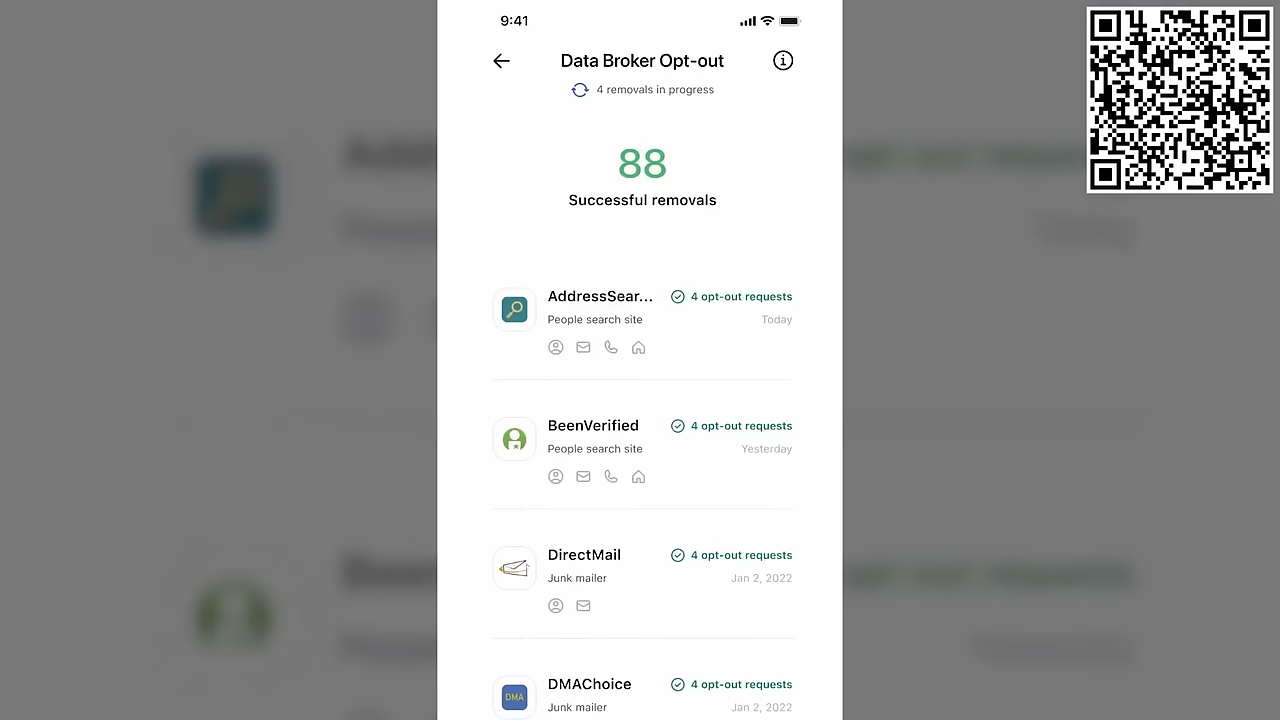 9:41
Data Broker Opt-out
4 removals in progress
88
Successful removals
AddressSear... 4 opt-out requests
People search site Today
BeenVerified 4 opt-out requests
People search site Yesterday
DirectMail 4 opt-out requests
Junk mailer Jan 2, 2022
DMAChoice 4 opt-out requests
DMA
Junk mailer Jan 2, 2022